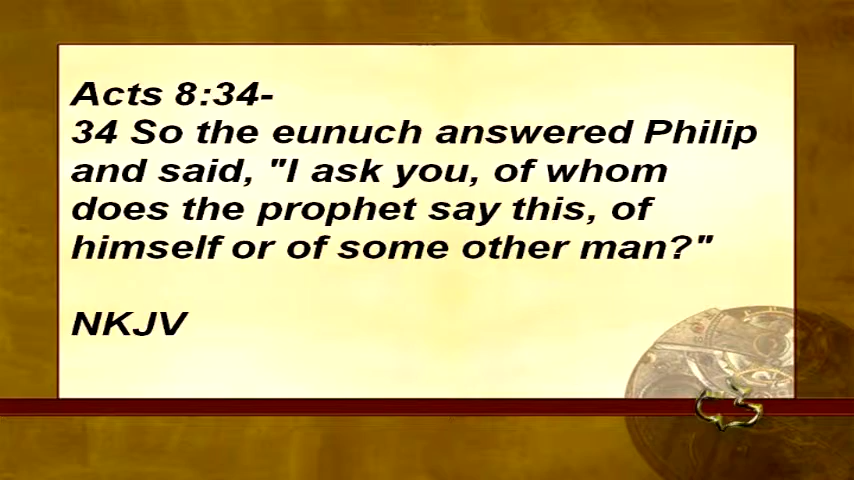 Acts 8:34-
34 So the eunuch answered Philip
and said, "I ask you, of whom
does the prophet say this, of
himself or of some other man?"
NKJV